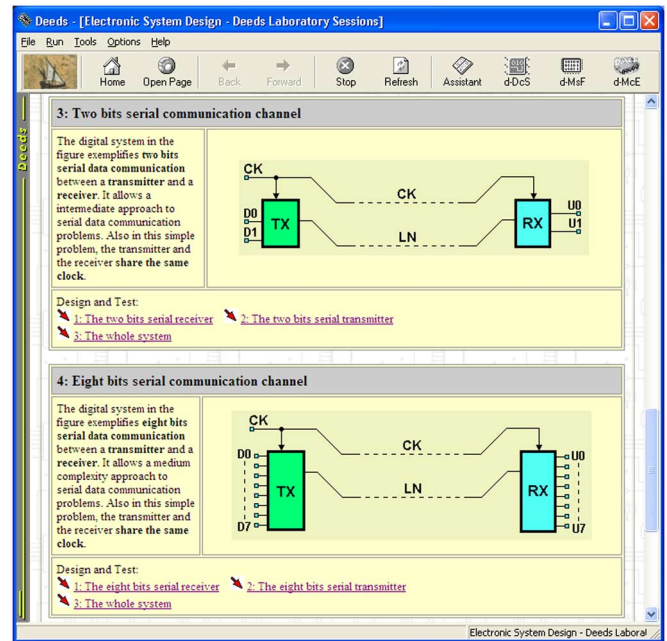 Deeds - [Electronic System Design - Deeds Laboratory Sessions]
File Run Tools Options Help
Home Open Page Back Forward Stop Refresh Assistant d-DcS d-MsF d-McE
Deeds
3: Two bits serial communication channel
The digital system in the
figure exemplifies two bits
serial data communication
between a transmitter and a
receiver. It allows a
intermediate approach to
serial data communication
problems. Also in this simple
problem, the transmitter and
the receiver share the same
clock.
CK
CK
D0
D1
TX
LN
RX
U0
U1
Design and Test:
1: The two bits serial receiver 2: The two bits serial transmitter
3: The whole system
4: Eight bits serial communication channel
The digital system in the
figure exemplifies eight bits
serial data communication
between a transmitter and a
receiver. It allows a medium
complexity approach to
serial data communication
problems. Also in this simple
problem, the transmitter and
the receiver share the same
clock.
CK
CK
D0
D7
TX
LN
RX
U0
U7
Design and Test:
1: The eight bits serial receiver 2: The eight bits serial transmitter
3: The whole system
Electronic System Design - Deeds Laboral